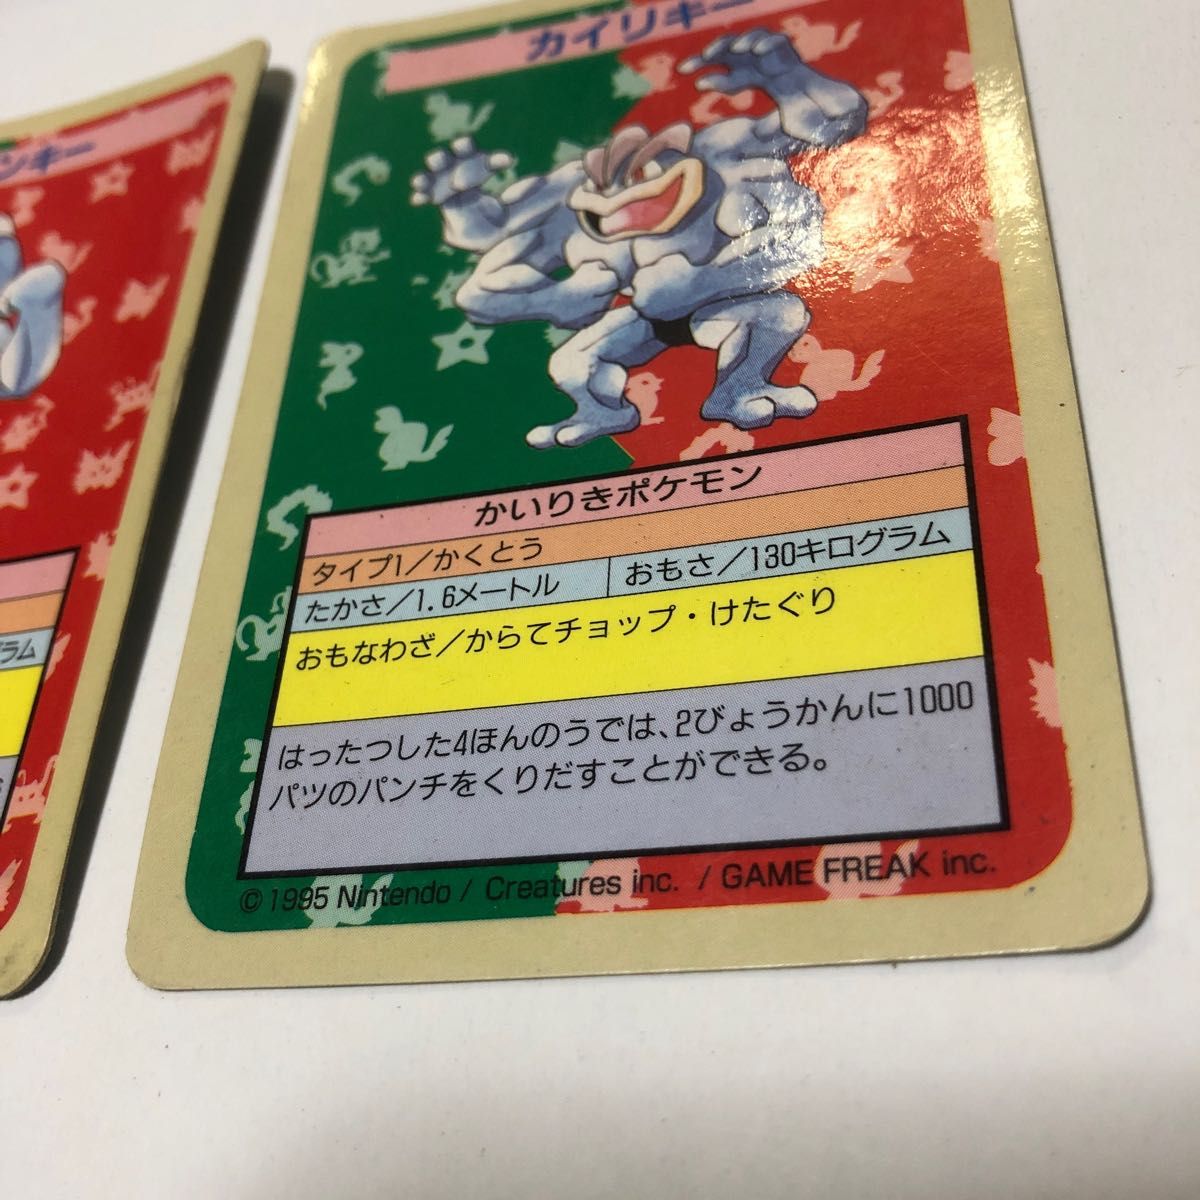 カイリキー
かいりきポケモン
タイプ1/かくとう
たかさ/1.6メートル
おもさ/130キログラム
おもなわざ/からてチョップ・けたぐり
はったつした4ほんのうでは、2びょうかんに1000
パツのパンチをくりだすことができる。
©1995 Nintendo / Creatures inc. / GAME FREAK inc.
ンキー
ラム